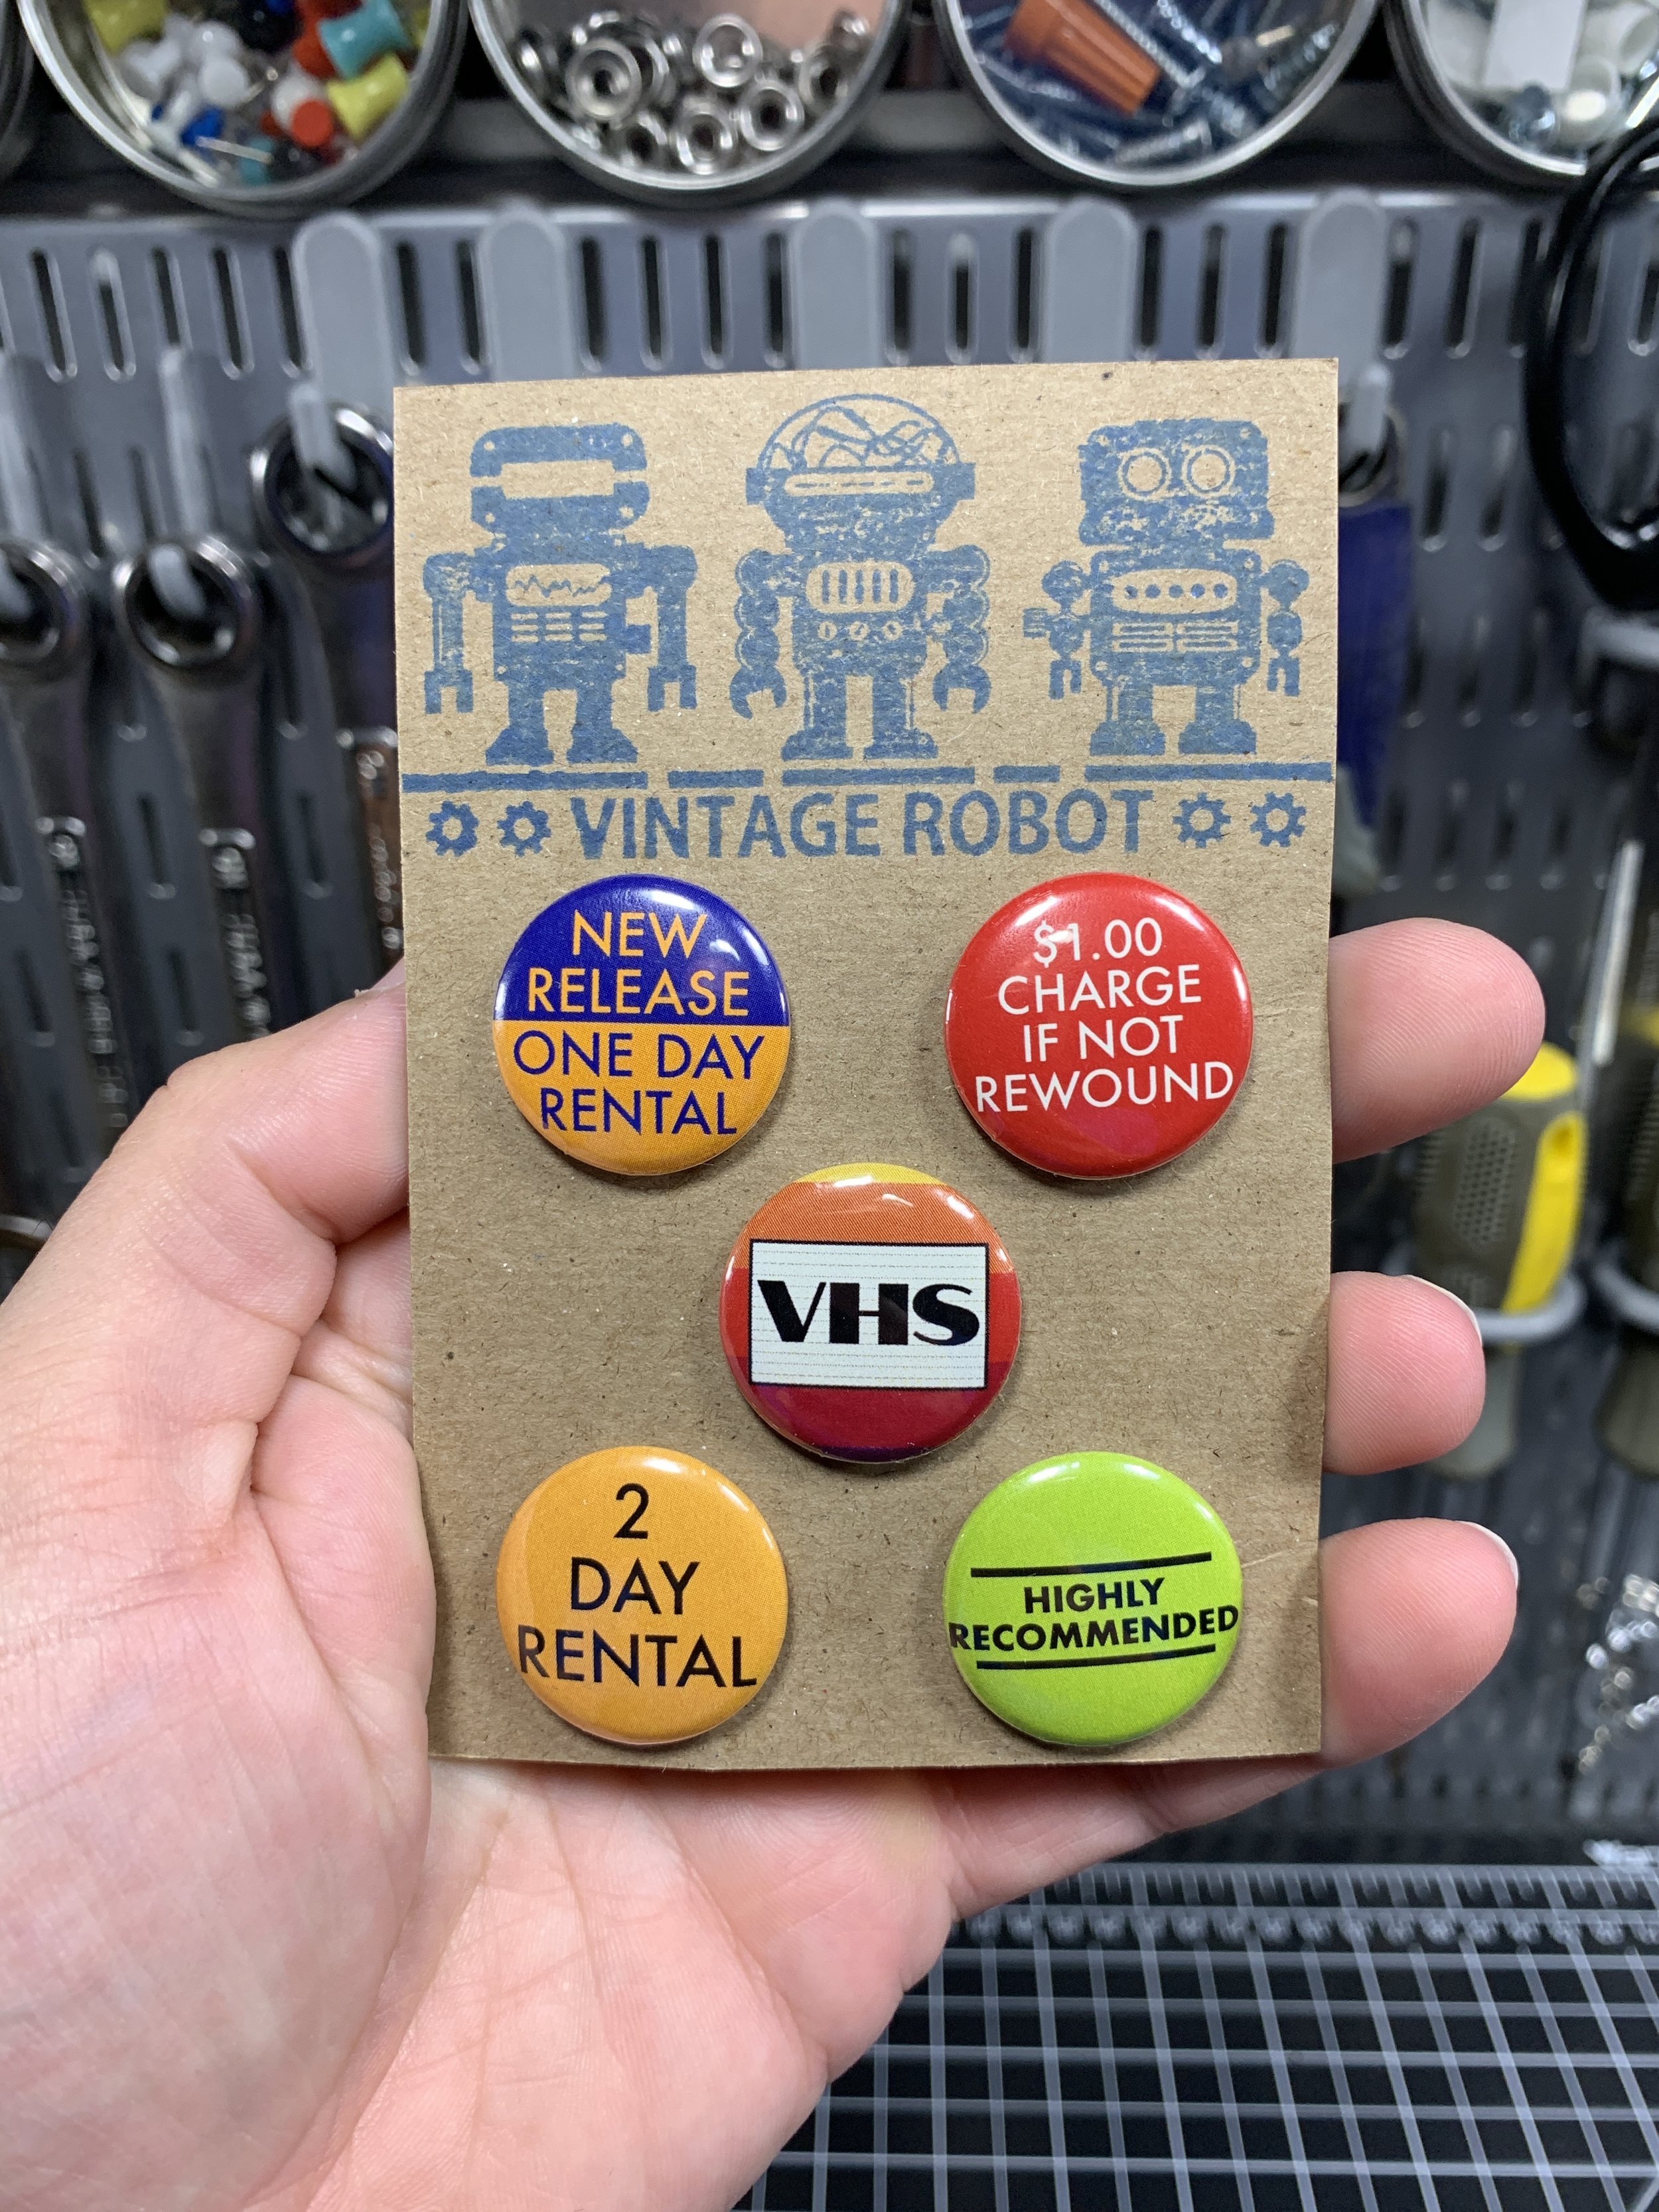 VINTAGE ROBOT
NEW
RELEASE
ONE DAY
RENTAL
$1.00
CHARGE
IF NOT
REWOUND
VHS
2
DAY
RENTAL
HIGHLY
RECOMMENDED